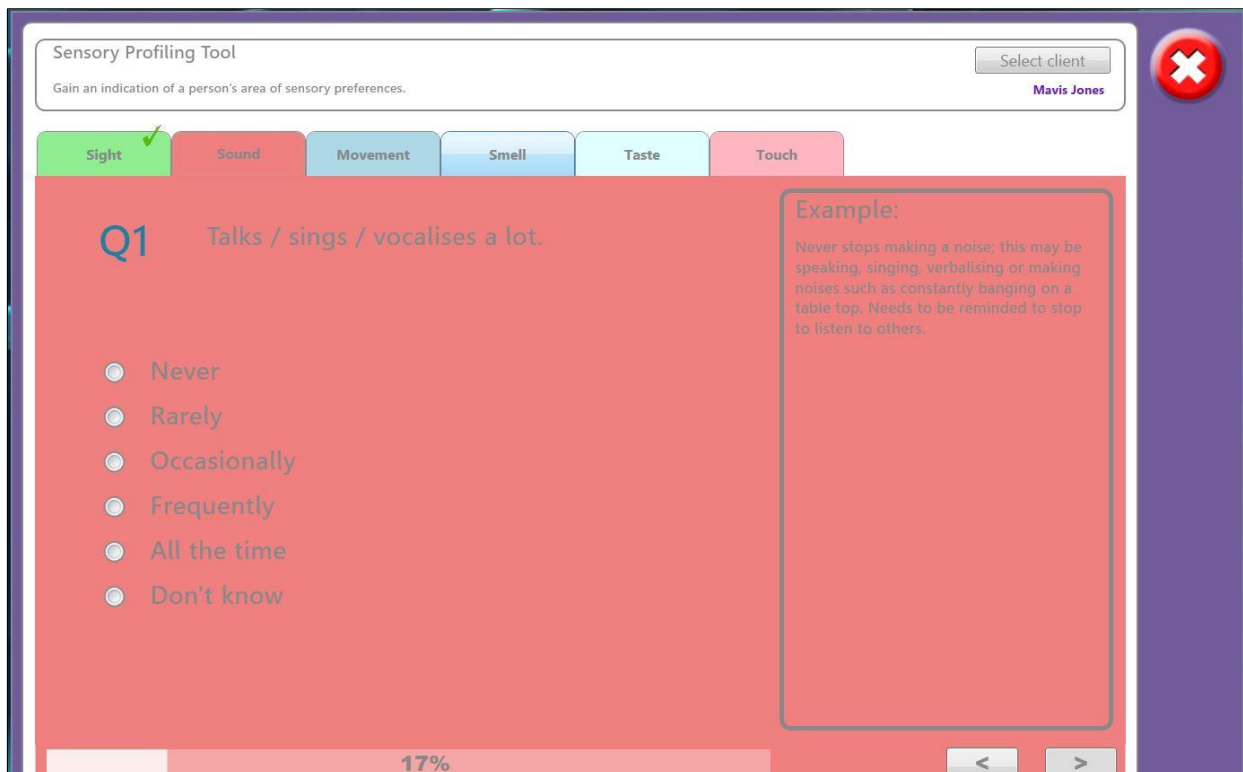 Sensory Profiling Tool
Select client
Gain an indication of a person's area of sensory preferences.
Mavis Jones
Sight
Sound
Movement
Smell
Taste
Touch
Q1
Talks / sings / vocalises a lot.
Example:
Never stops making a noise; this may be
speaking, singing, verbalising or making
noises such as constantly banging on a
table top. Needs to be reminded to stop
to listen to others.
Never
Rarely
Occasionally
Frequently
All the time
Don't know
17%
<
>